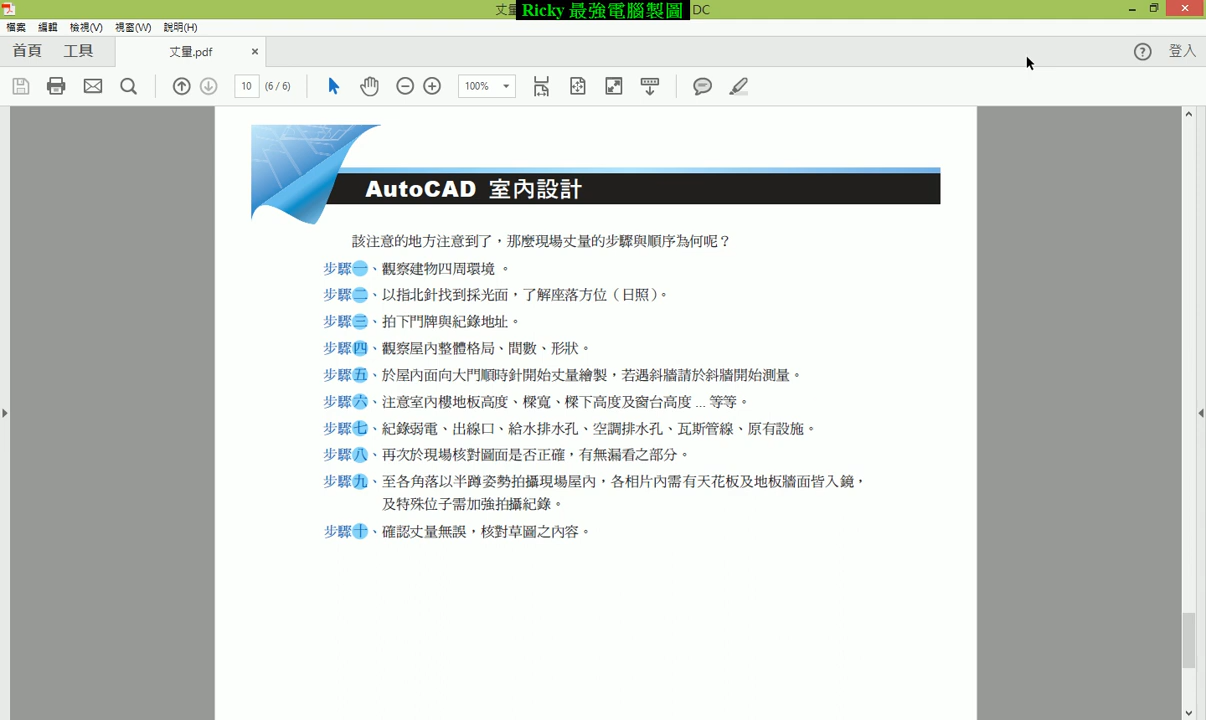 丈量
Ricky 最強電腦製圖
DC
檔案 編輯 檢視(V) 視窗(W) 說明(H)
首頁 工具 丈量.pdf × ? 登入
10 (6 / 6) 100%
AutoCAD 室內設計
該注意的地方注意到了，那麼現場丈量的步驟與順序為何呢？
步驟一、觀察建物四周環境 。
步驟二、以指北針找到採光面，了解座落方位（日照）。
步驟三、拍下門牌與紀錄地址。
步驟四、觀察屋內整體格局、間數、形狀。
步驟五、於屋內面向大門順時針開始丈量繪製，若遇斜牆請於斜牆開始測量。
步驟六、注意室內樓地板高度、樑寬、樑下高度及窗台高度 ... 等等。
步驟七、紀錄弱電、出線口、給水排水孔、空調排水孔、瓦斯管線、原有設施。
步驟八、再次於現場核對圖面是否正確，有無漏看之部分。
步驟九、至各角落以半蹲姿勢拍攝現場屋內，各相片內需有天花板及地板牆面皆入鏡，
及特殊位子需加強拍攝紀錄。
步驟十、確認丈量無誤，核對草圖之內容。